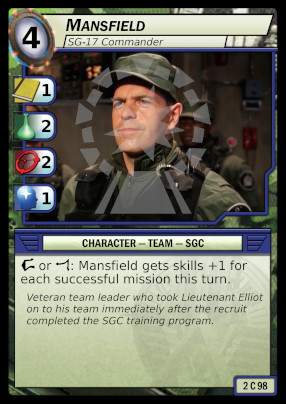 4
MANSFIELD
SG-17 COMMANDER
1
2
2
1
CHARACTER – TEAM – SGC
or : Mansfield gets skills +1 for
each successful mission this turn.
Veteran team leader who took Lieutenant Elliot
on to his team immediately after the recruit
completed the SGC training program.
2 C 98